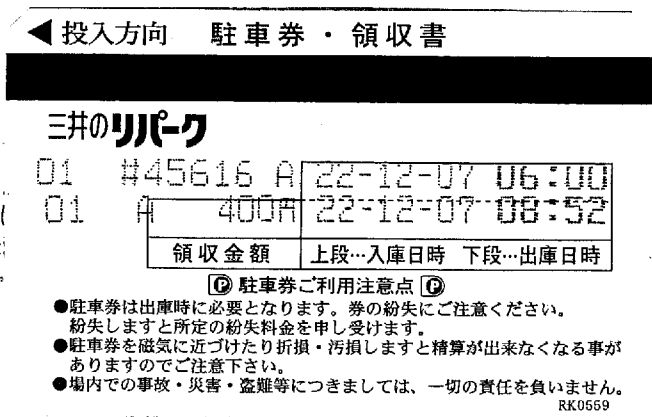 ◀投入方向 駐車券・領収書
三井のリパーク
01 #45616 A 22-12-07 06:00
01 A 400A 22-12-07 08:52
領収金額 上段…入庫日時 下段…出庫日時
Ⓟ 駐車券ご利用注意点 Ⓟ
●駐車券は出庫時に必要となります。券の紛失にご注意ください。
紛失しますと所定の紛失料金を申し受けます。
●駐車券を磁気に近づけたり折損・汚損しますと精算が出来なくなる事が
ありますのでご注意下さい。
●場内での事故・災害・盗難等につきましては、一切の責任を負いません。
RK0559